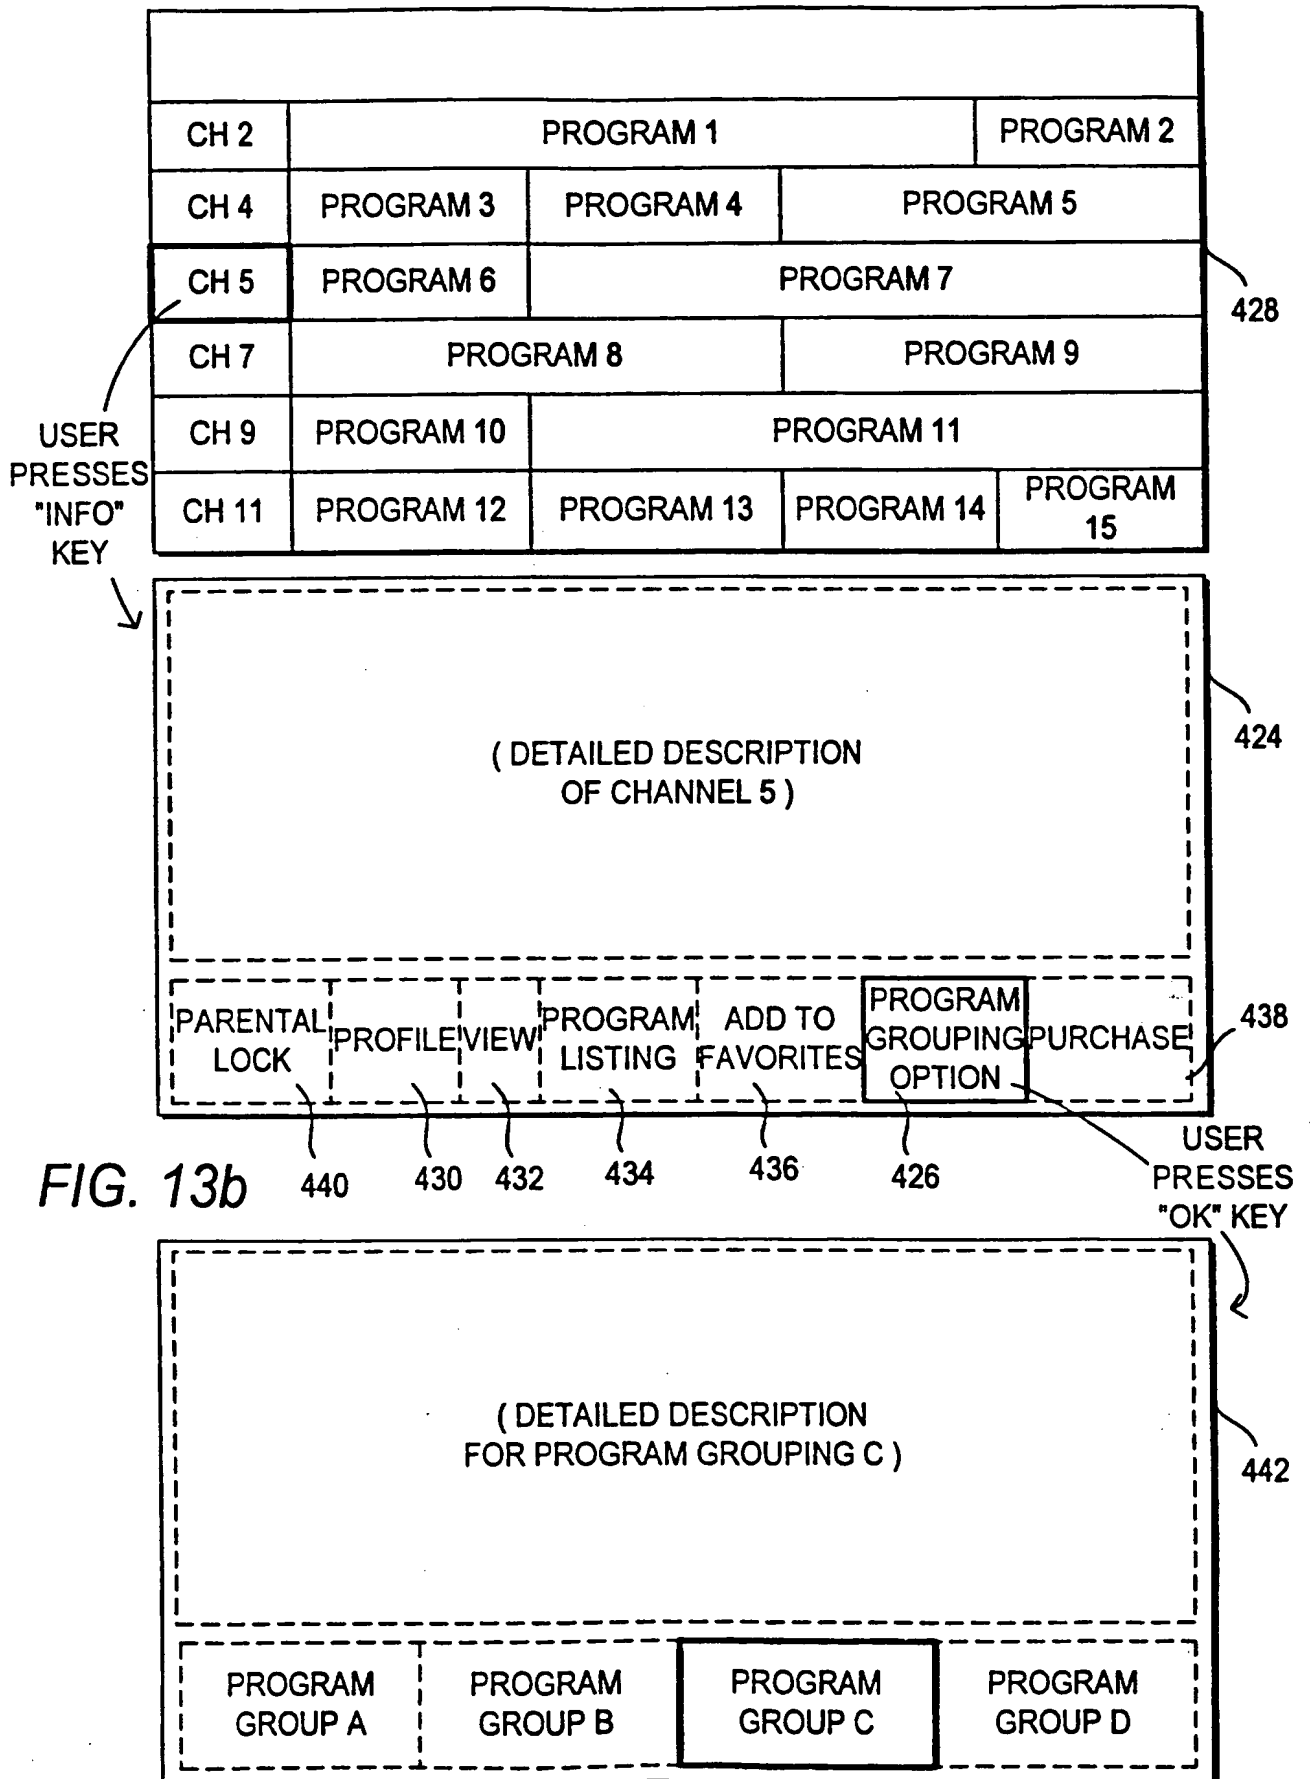 CH 2 PROGRAM 1 PROGRAM 2
CH 4 PROGRAM 3 PROGRAM 4 PROGRAM 5
CH 5 PROGRAM 6 PROGRAM 7
428
CH 7 PROGRAM 8 PROGRAM 9
CH 9 PROGRAM 10 PROGRAM 11
CH 11 PROGRAM 12 PROGRAM 13 PROGRAM 14 PROGRAM
15
USER
PRESSES
"INFO"
KEY
( DETAILED DESCRIPTION
OF CHANNEL 5 )
424
PARENTAL
LOCK
PROFILE
VIEW
PROGRAM
LISTING
ADD TO
FAVORITES
PROGRAM
GROUPING
OPTION
PURCHASE
438
440 430 432 434 436 426
USER
PRESSES
"OK" KEY
FIG. 13b
( DETAILED DESCRIPTION
FOR PROGRAM GROUPING C )
442
PROGRAM
GROUP A
PROGRAM
GROUP B
PROGRAM
GROUP C
PROGRAM
GROUP D